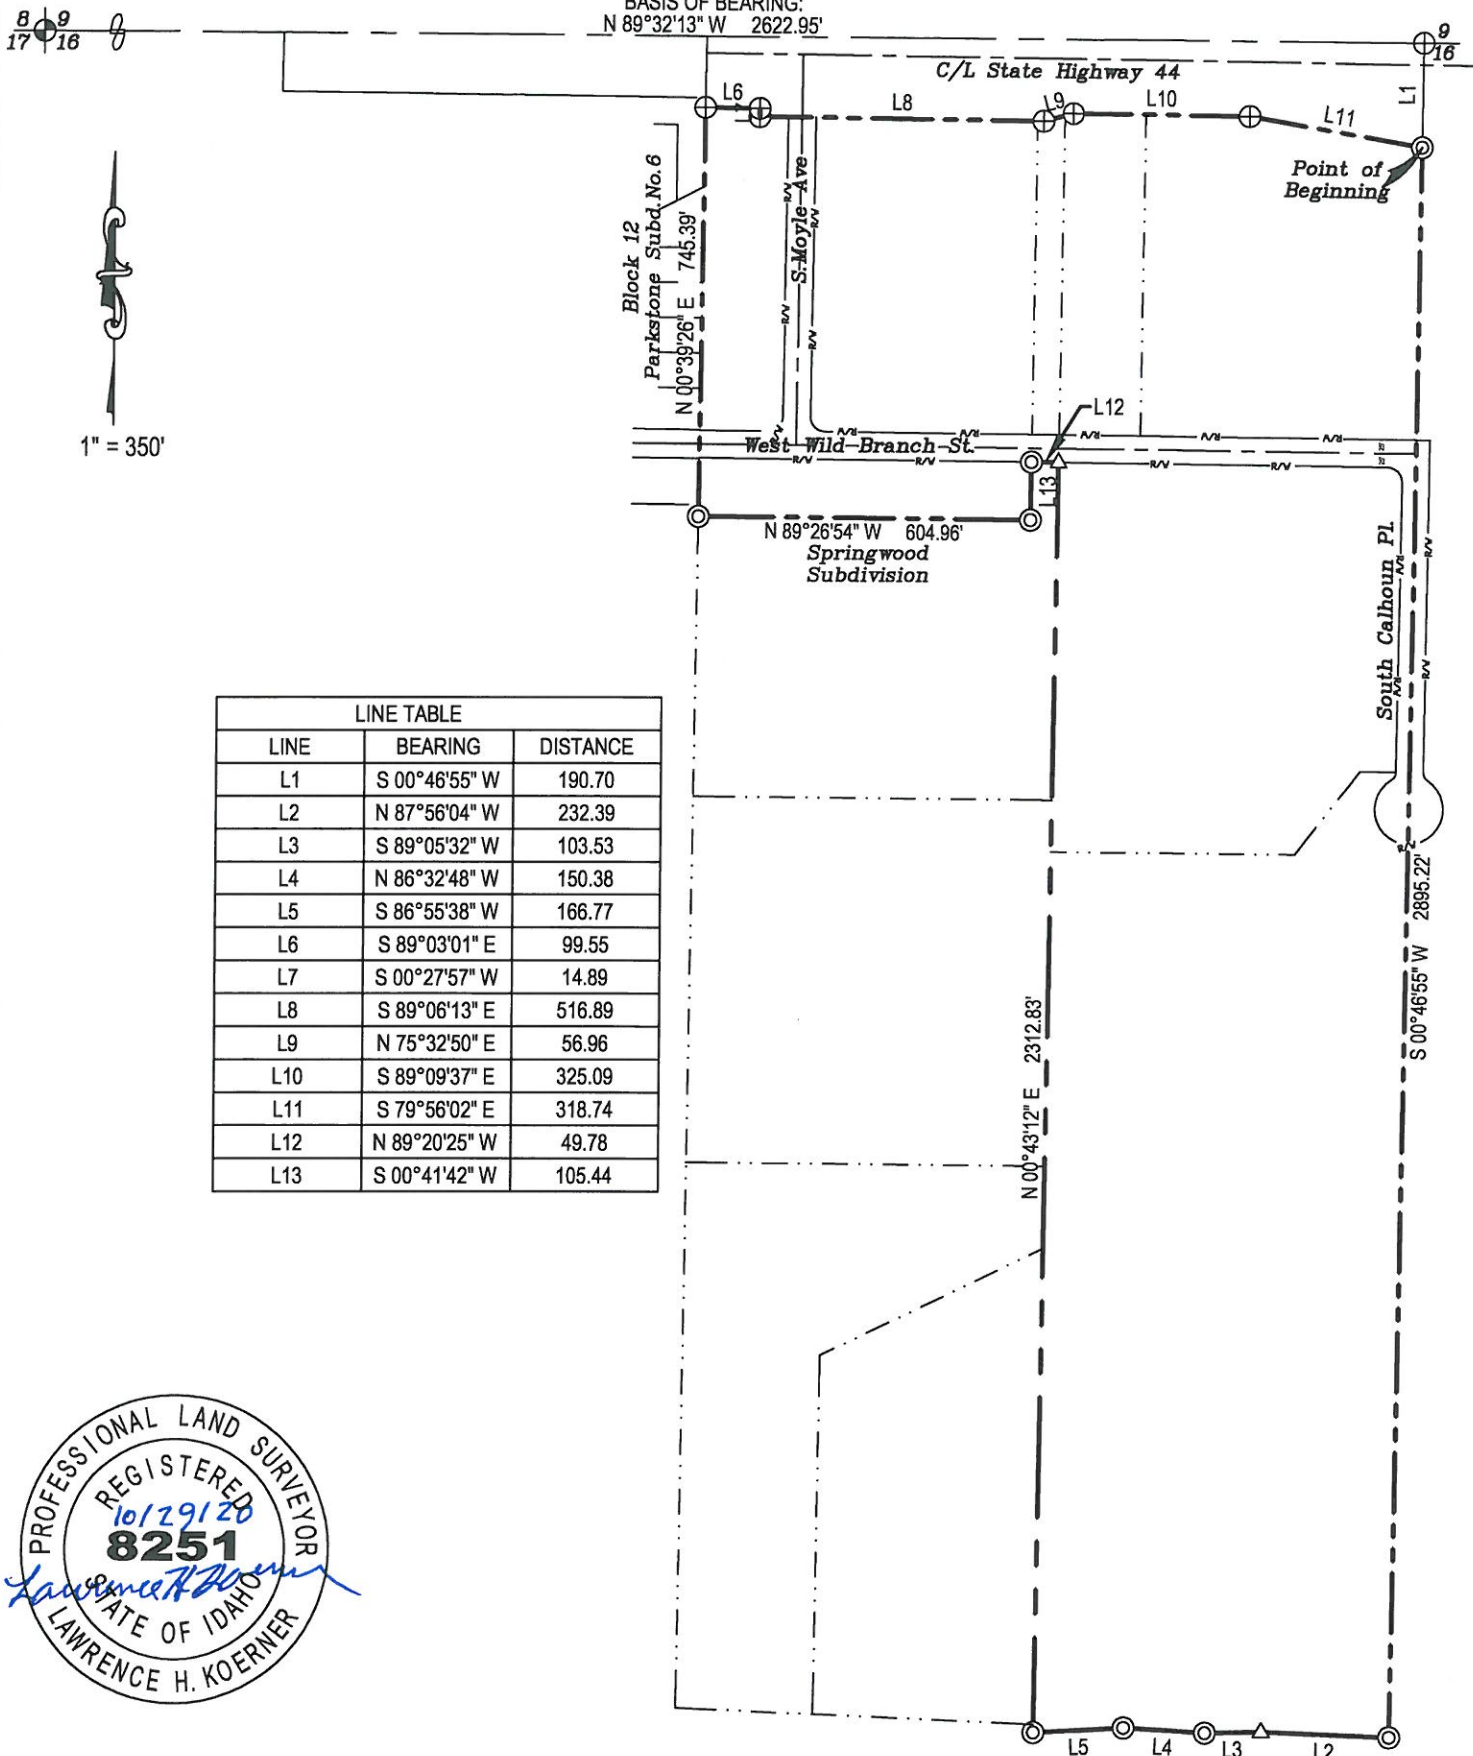 BASIS OF BEARING:
N 89°32'13" W 2622.95'
8 9
17 16
9
16
C/L State Highway 44
L1
L6
L8
L9
L10
L11
Point of
Beginning
Block 12
Parkstone Subd. No. 6
N 00°39'26" E 745.39'
S. Moyle Ave
R/W
R/W
R/W
R/W
1" = 350'
L12
West Wild Branch St.
R/W
R/W
R/W
R/W
R/W
R/W
R/W
R/W
R/W
L13
N 89°26'54" W 604.96'
Springwood
Subdivision
South Calhoun Pl.
R/W
R/W
R/W
R/W
R/W
S 00°46'55" W 2895.22'
N 00°43'12" E 2312.83'
LINE TABLE
LINE BEARING DISTANCE
L1 S 00°46'55" W 190.70
L2 N 87°56'04" W 232.39
L3 S 89°05'32" W 103.53
L4 N 86°32'48" W 150.38
L5 S 86°55'38" W 166.77
L6 S 89°03'01" E 99.55
L7 S 00°27'57" W 14.89
L8 S 89°06'13" E 516.89
L9 N 75°32'50" E 56.96
L10 S 89°09'37" E 325.09
L11 S 79°56'02" E 318.74
L12 N 89°20'25" W 49.78
L13 S 00°41'42" W 105.44
PROFESSIONAL LAND SURVEYOR
REGISTERED
10/29/20
8251
STATE OF IDAHO
LAWRENCE H. KOERNER
L5
L4
L3
L2